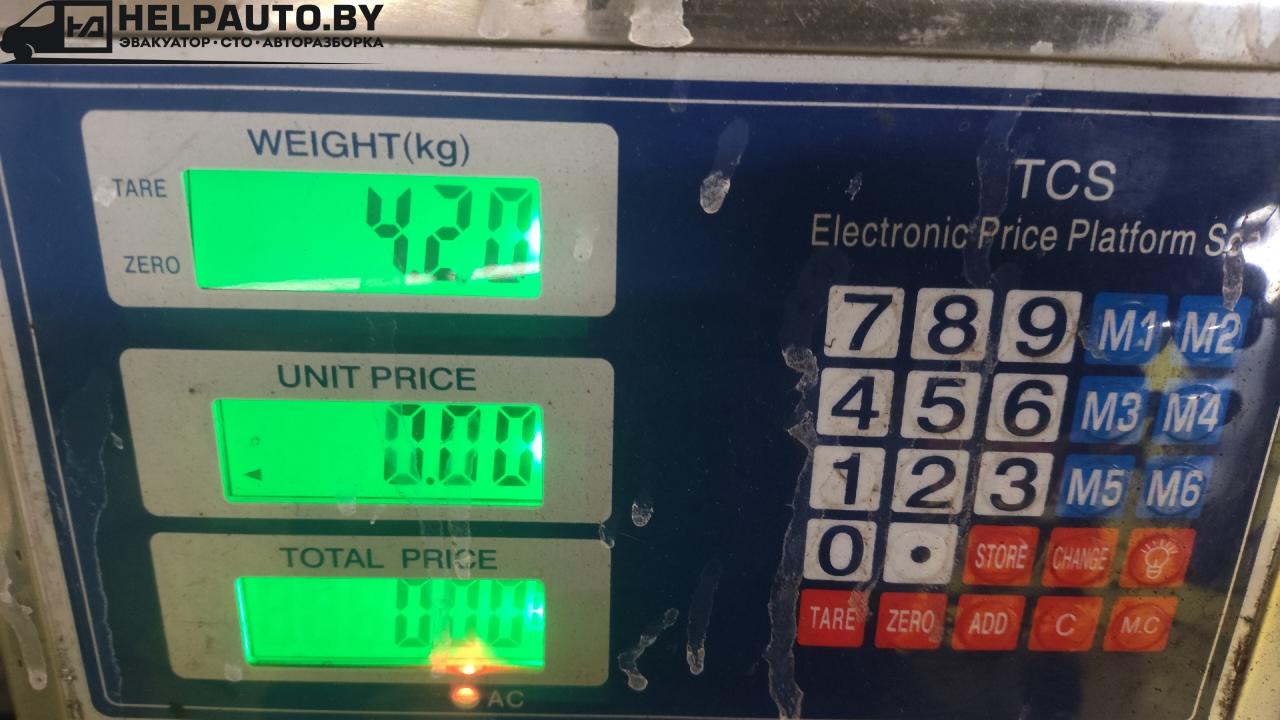 HELPAUTO.BY
ЭВАКУАТОР·СТО·АВТОРАЗБОРКА
WEIGHT(kg)
TARE
ZERO
4.20
UNIT PRICE
0.00
TOTAL PRICE
0.00
AC
TCS
Electronic Price Platform
7 8 9 M1 M2
4 5 6 M3 M4
1 2 3 M5 M6
0 • STORE CHANGE
TARE ZERO ADD C M.C